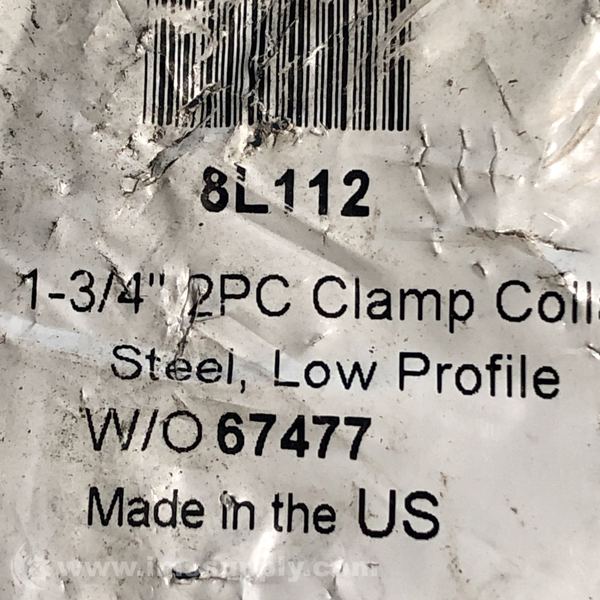 8L112
1-3/4" 2PC Clamp Coll
Steel, Low Profile
W/O 67477
Made in the US